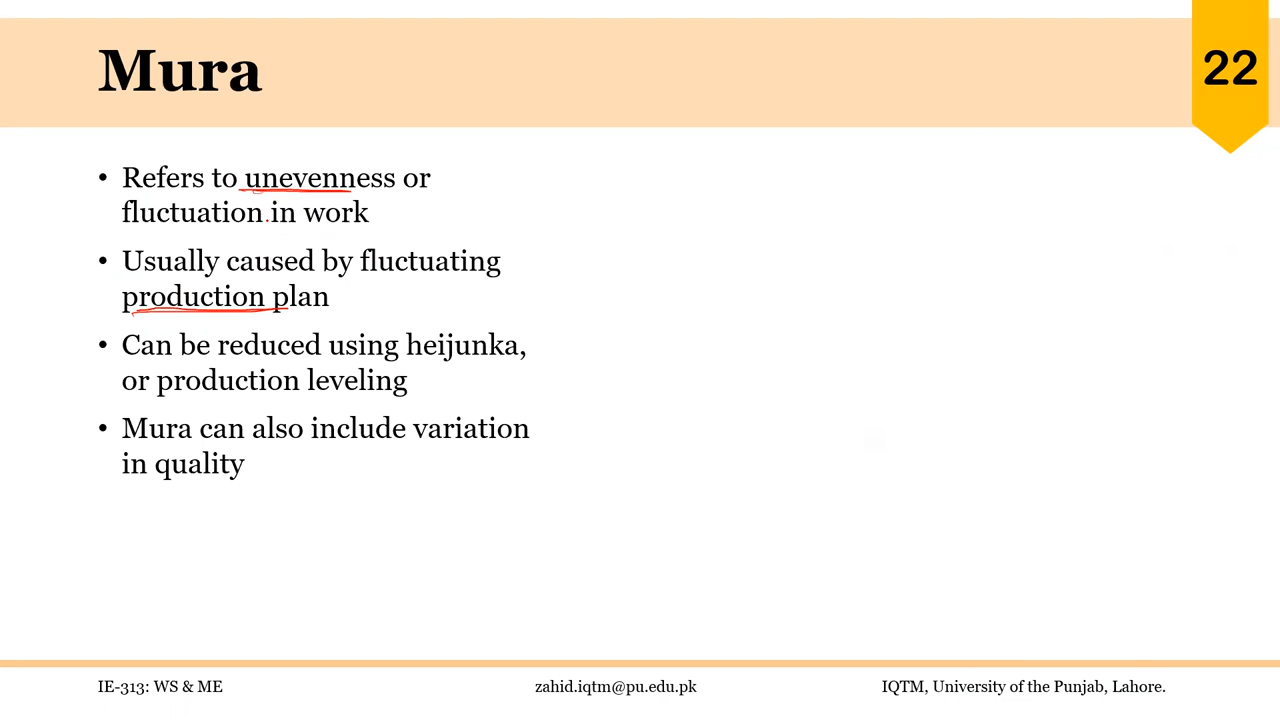 Mura
22
• Refers to unevenness or
fluctuation in work
• Usually caused by fluctuating
production plan
• Can be reduced using heijunka,
or production leveling
• Mura can also include variation
in quality
IE-313: WS & ME
zahid.iqtm@pu.edu.pk
IQTM, University of the Punjab, Lahore.